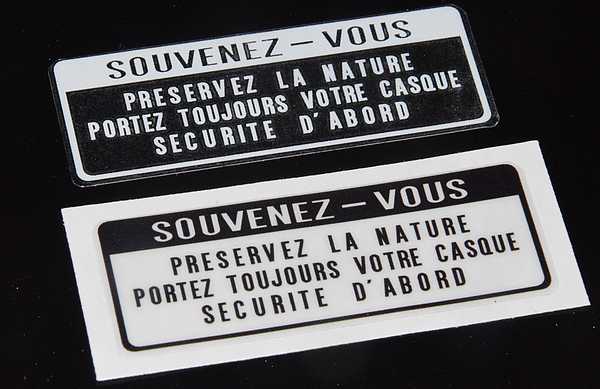 SOUVENEZ – VOUS
PRESERVEZ LA NATURE
PORTEZ TOUJOURS VOTRE CASQUE
SECURITE D'ABORD
SOUVENEZ – VOUS
PRESERVEZ LA NATURE
PORTEZ TOUJOURS VOTRE CASQUE
SECURITE D'ABORD